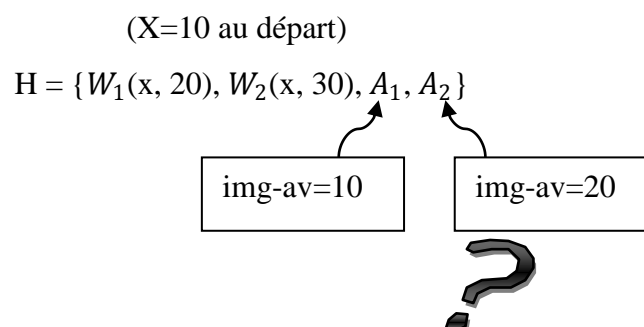 (X=10 au départ)
H = {W₁(x, 20), W₂(x, 30), A₁, A₂}
img-av=10
img-av=20
?